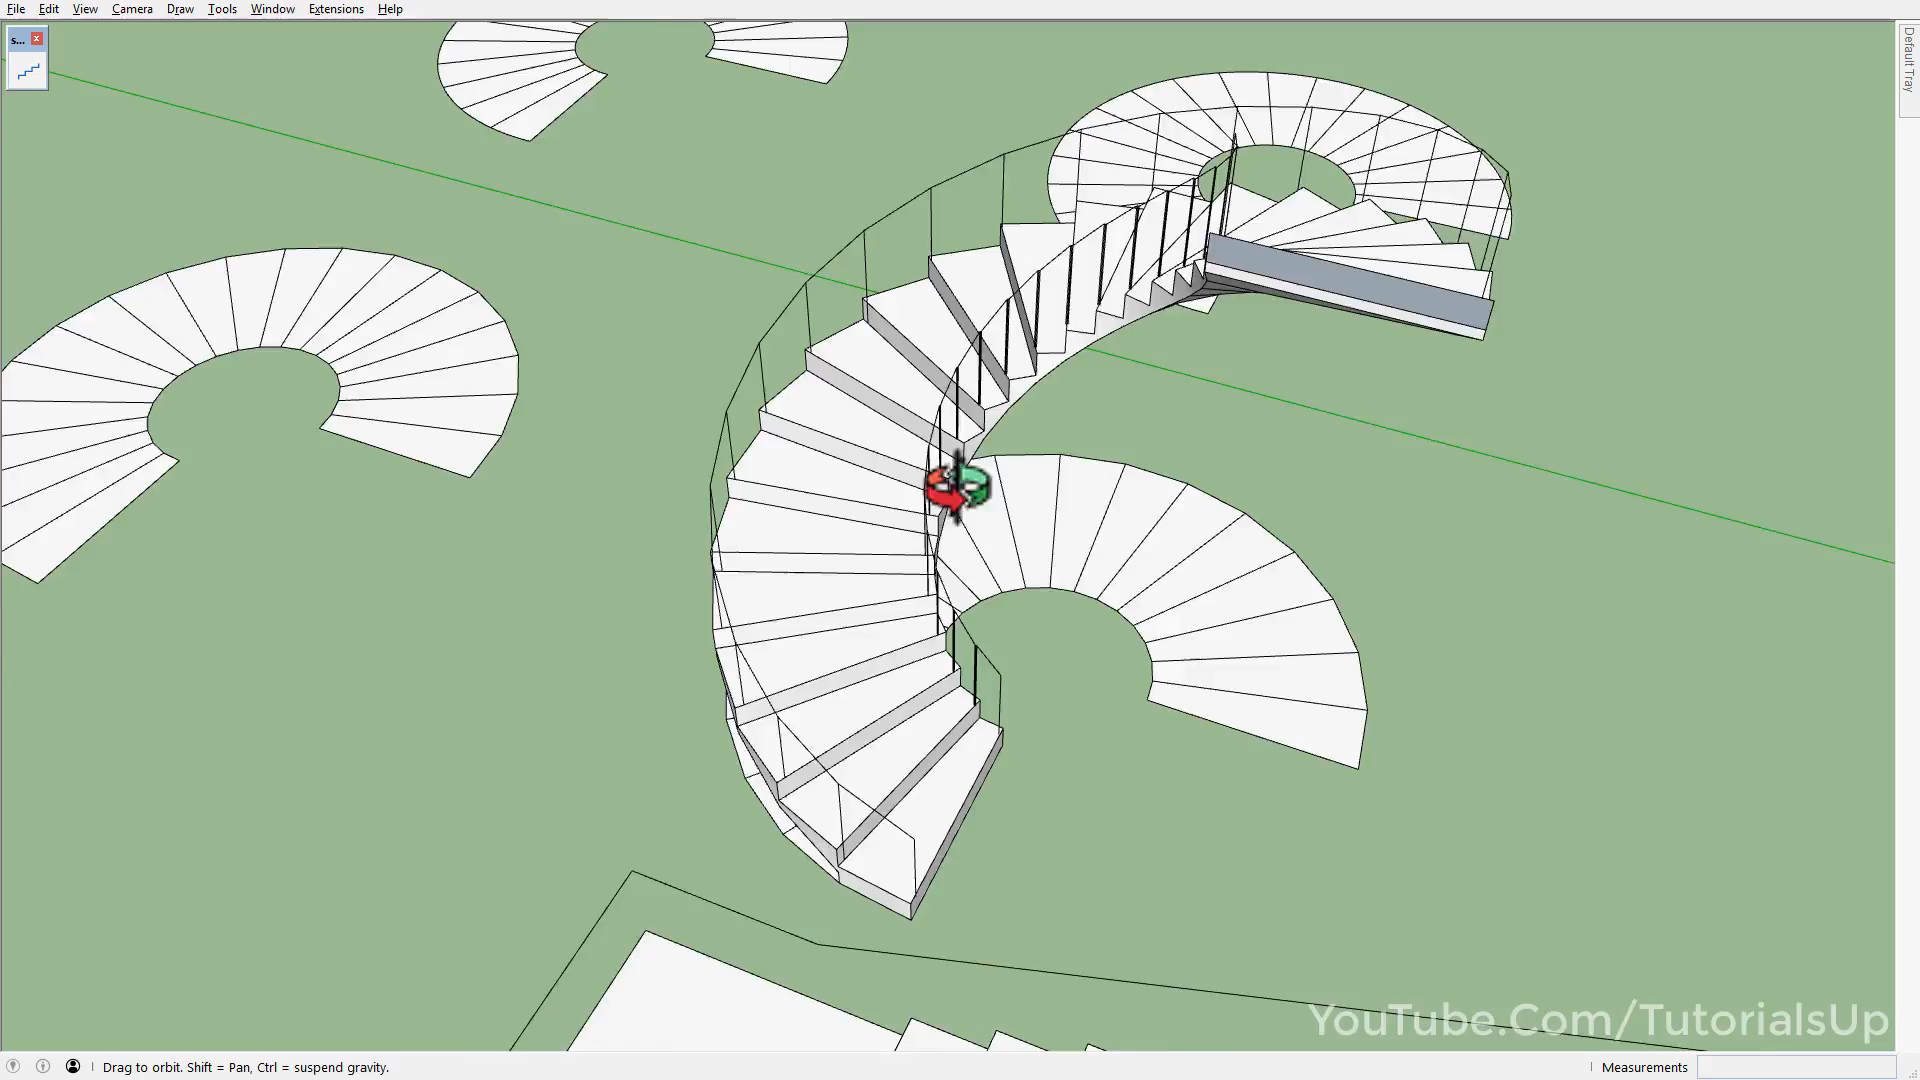 File Edit View Camera Draw Tools Window Extensions Help
s...
Default Tray
YouTube.Com/TutorialsUp
Drag to orbit. Shift = Pan, Ctrl = suspend gravity.
Measurements